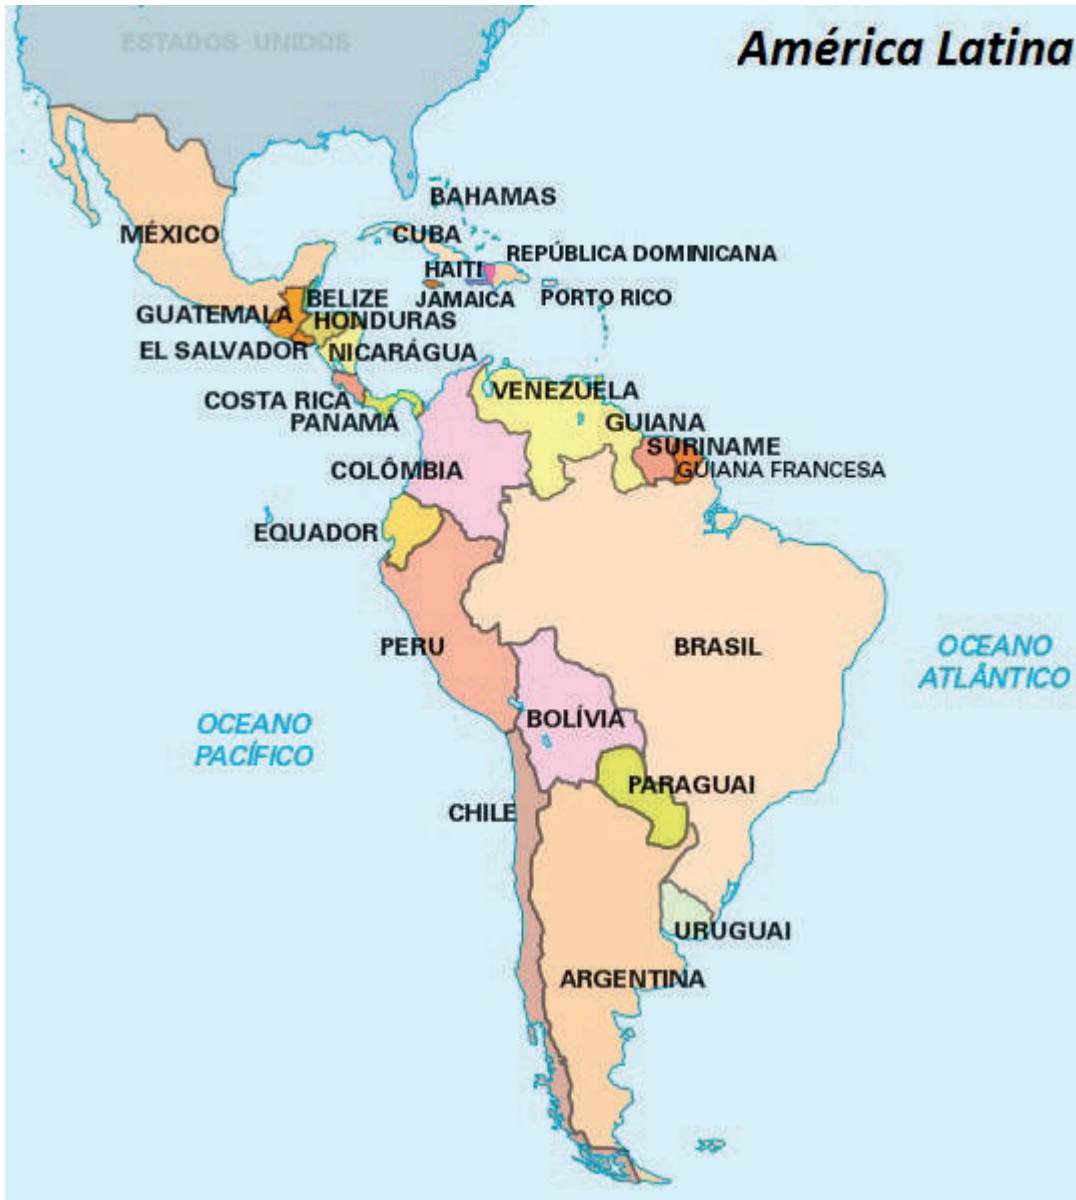 ESTADOS UNIDOS
América Latina
BAHAMAS
MÉXICO
CUBA
REPÚBLICA DOMINICANA
HAITI
JAMAICA
PORTO RICO
BELIZE
GUATEMALA
HONDURAS
EL SALVADOR
NICARÁGUA
COSTA RICA
PANAMÁ
VENEZUELA
GUIANA
SURINAME
GUIANA FRANCESA
COLÔMBIA
EQUADOR
PERU
BRASIL
OCEANO
ATLÂNTICO
OCEANO
PACÍFICO
BOLÍVIA
PARAGUAI
CHILE
URUGUAI
ARGENTINA